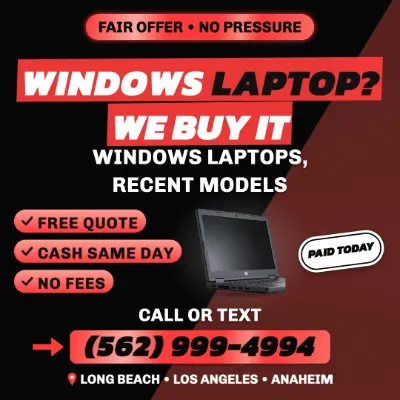 FAIR OFFER • NO PRESSURE
WINDOWS LAPTOP?
WE BUY IT
WINDOWS LAPTOPS,
RECENT MODELS
FREE QUOTE
CASH SAME DAY
NO FEES
PAID TODAY
CALL OR TEXT
(562) 999-4994
LONG BEACH • LOS ANGELES • ANAHEIM